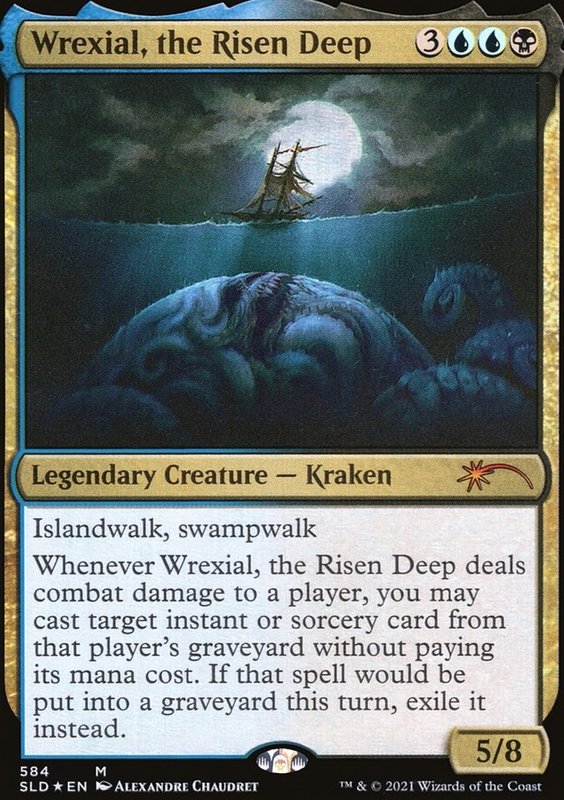 Wrexial, the Risen Deep 3
Legendary Creature — Kraken
Islandwalk, swampwalk
Whenever Wrexial, the Risen Deep deals
combat damage to a player, you may
cast target instant or sorcery card from
that player's graveyard without paying
its mana cost. If that spell would be
put into a graveyard this turn, exile it
instead.
5/8
584 M
SLD ★ EN Alexandre Chaudret
™ & © 2021 Wizards of the Coast